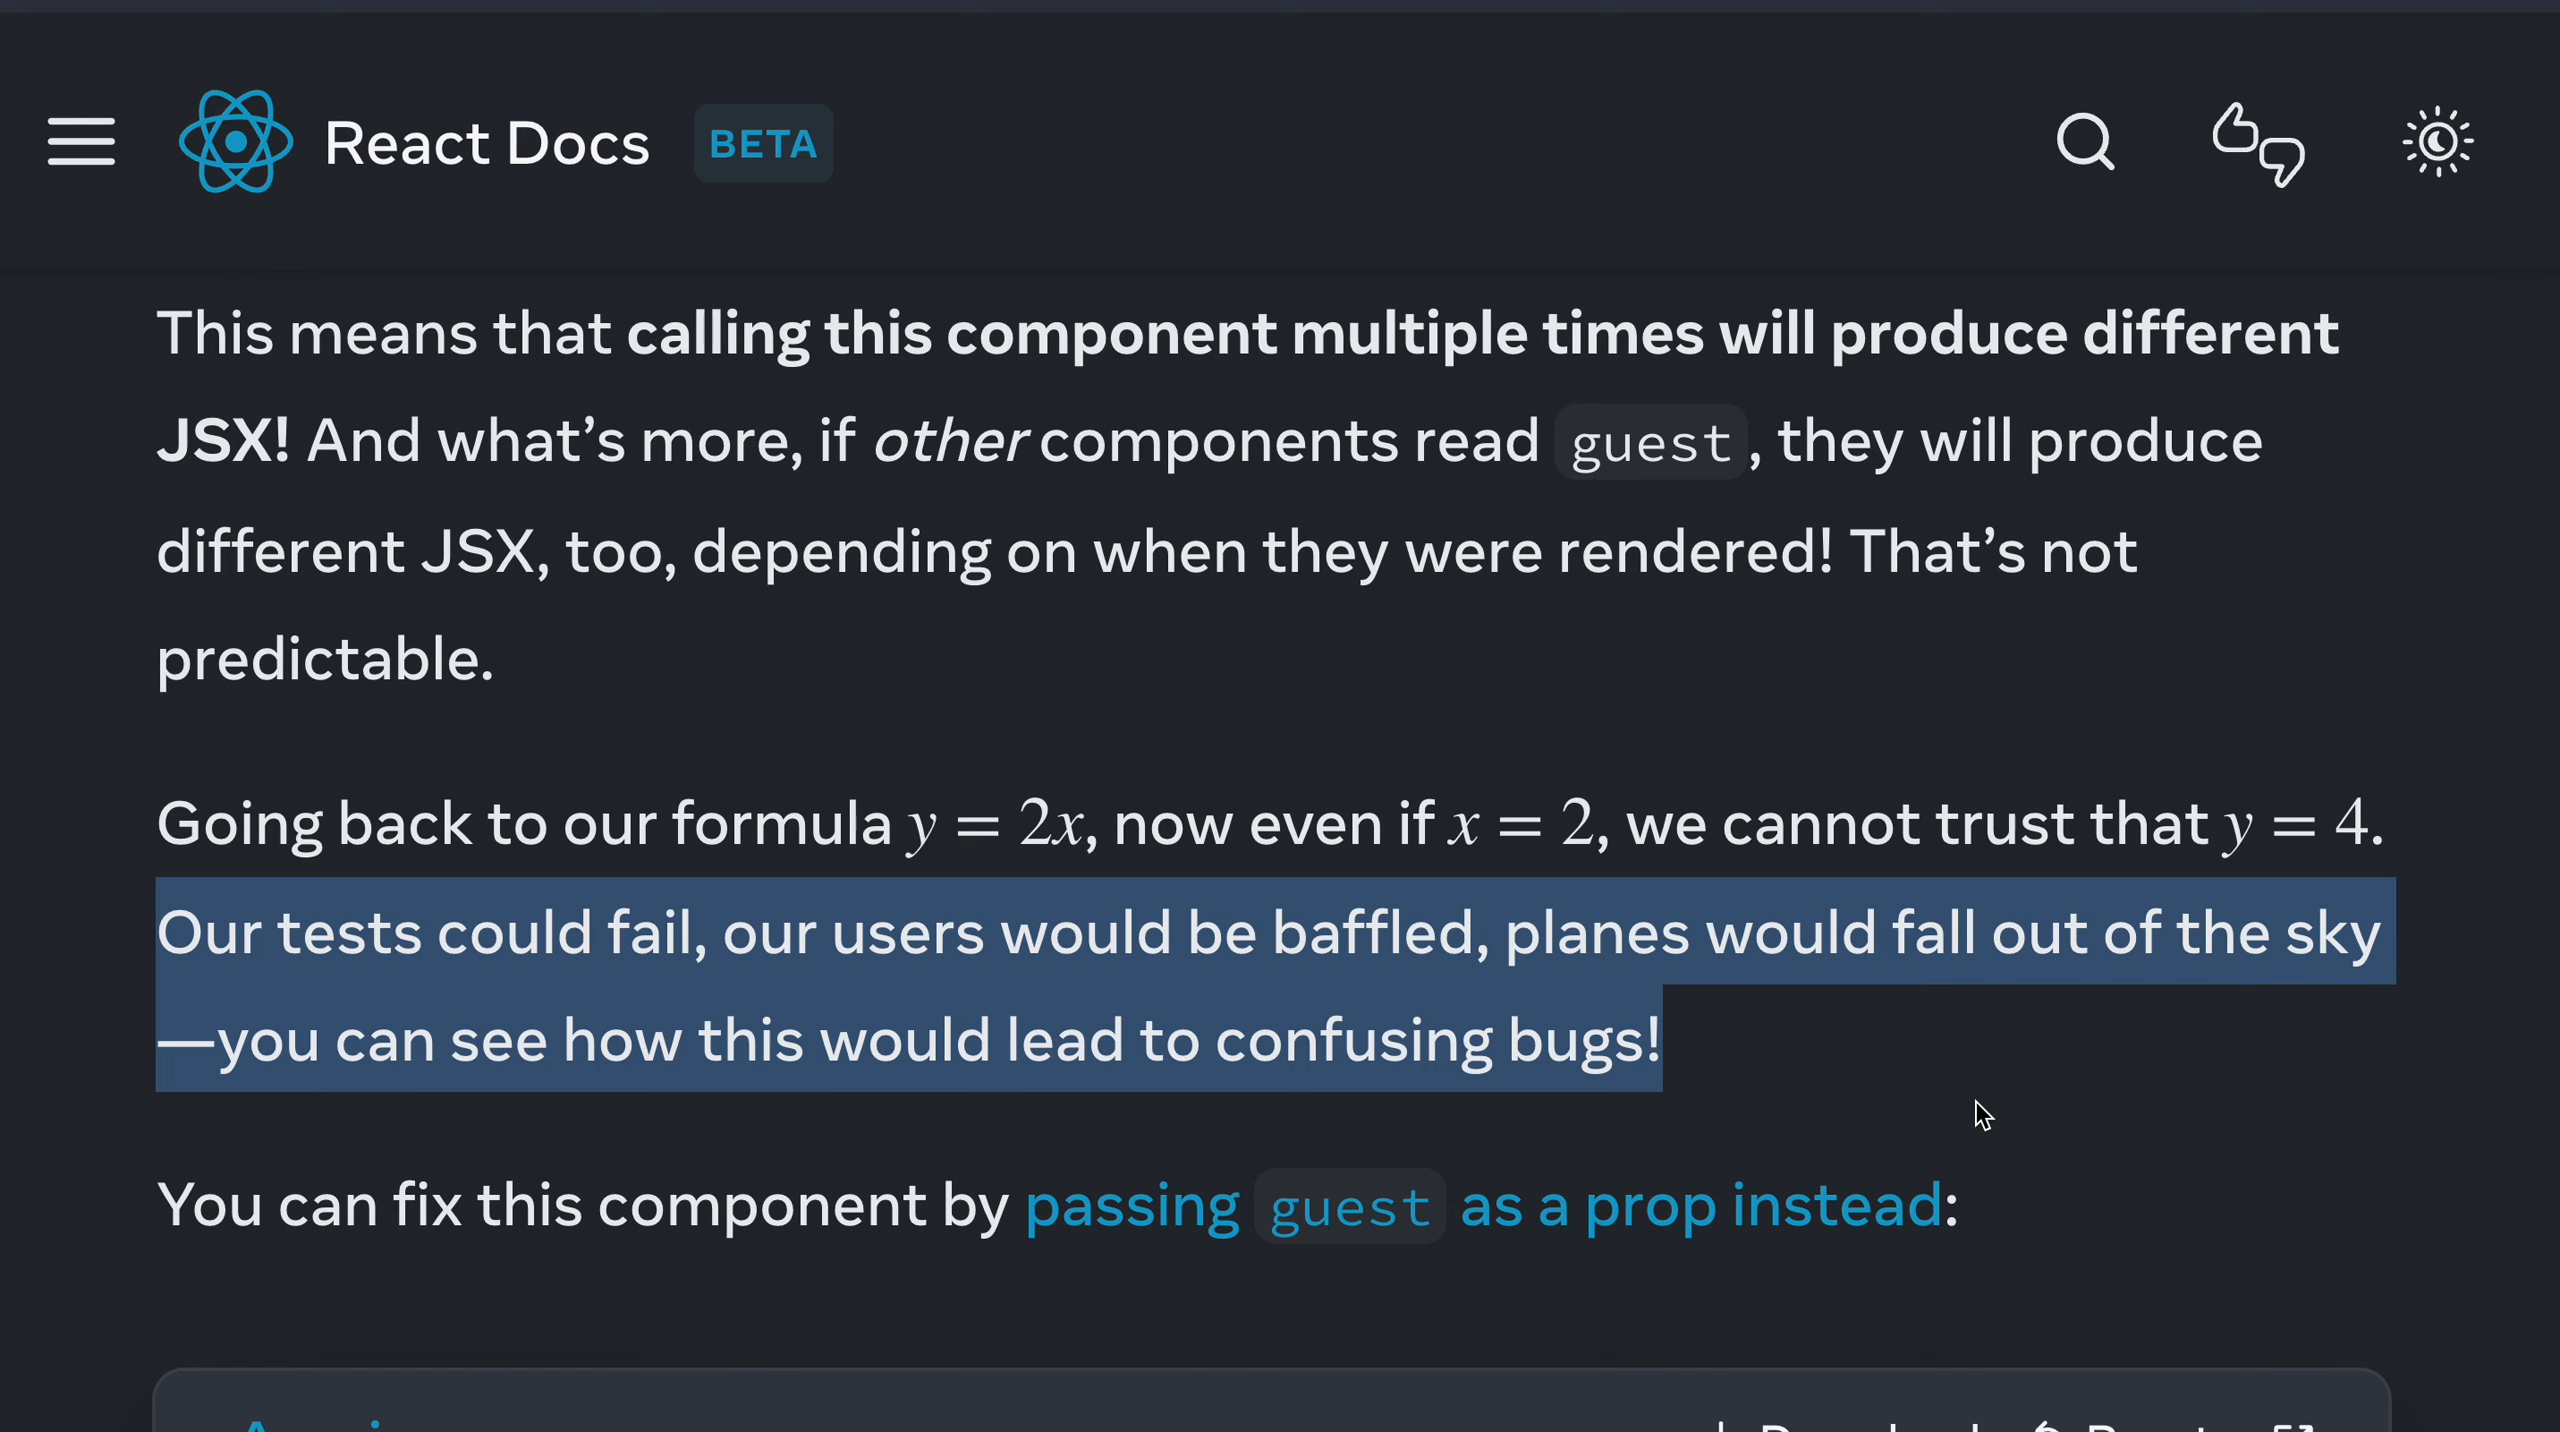 React Docs BETA
This means that calling this component multiple times will produce different
JSX! And what’s more, if other components read guest, they will produce
different JSX, too, depending on when they were rendered! That’s not
predictable.
Going back to our formula y = 2x, now even if x = 2, we cannot trust that y = 4.
Our tests could fail, our users would be baffled, planes would fall out of the sky
—you can see how this would lead to confusing bugs!
You can fix this component by passing guest as a prop instead: